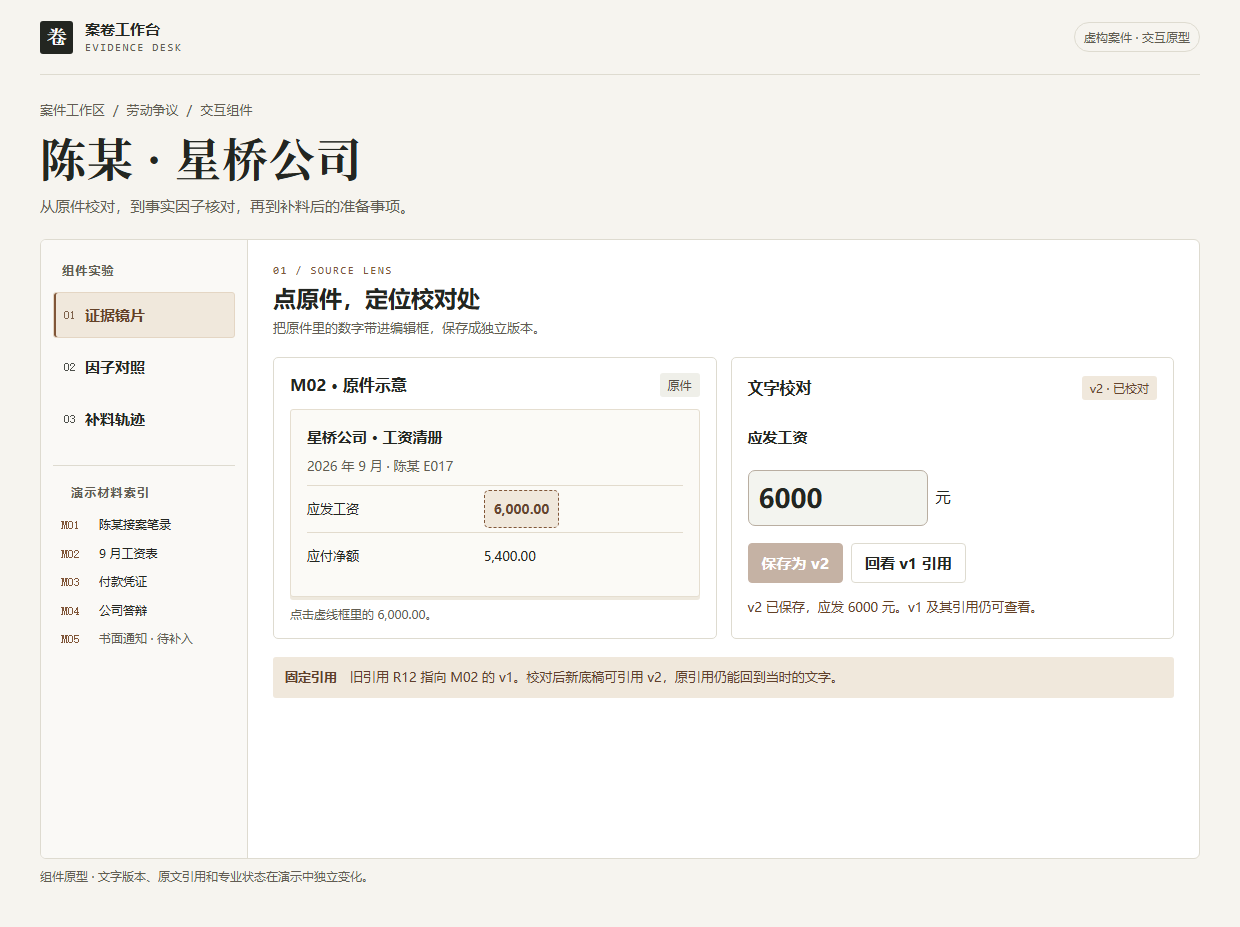 卷
案卷工作台
EVIDENCE DESK
虚构案件 · 交互原型
案件工作区 / 劳动争议 / 交互组件
陈某 · 星桥公司
从原件校对，到事实因子核对，再到补料后的准备事项。
组件实验
01 证据镜片
02 因子对照
03 补料轨迹
演示材料索引
M01 陈某接案笔录
M02 9 月工资表
M03 付款凭证
M04 公司答辩
M05 书面通知 · 待补入
01 / SOURCE LENS
点原件，定位校对处
把原件里的数字带进编辑框，保存成独立版本。
M02 • 原件示意
原件
星桥公司 • 工资清册
2026 年 9 月 · 陈某 E017
应发工资 6,000.00
应付净额 5,400.00
点击虚线框里的 6,000.00。
文字校对
v2 · 已校对
应发工资
6000 元
保存为 v2
回看 v1 引用
v2 已保存，应发 6000 元。v1 及其引用仍可查看。
固定引用 旧引用 R12 指向 M02 的 v1。校对后新底稿可引用 v2，原引用仍能回到当时的文字。
组件原型 · 文字版本、原文引用和专业状态在演示中独立变化。